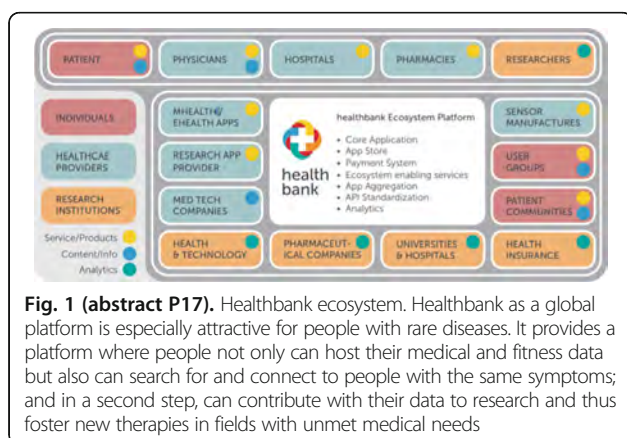 PATIENT
PHYSICIANS
HOSPITALS
PHARMACIES
RESEARCHERS
INDIVIDUALS
HEALTHCAE
PROVIDERS
RESEARCH
INSTITUTIONS
Service/Products
Content/Info
Analytics
MHEALTH/
EHEALTH APPS
RESEARCH APP
PROVIDER
MED TECH
COMPANIES
health
bank
healthbank Ecosystem Platform
• Core Application
• App Store
• Payment System
• Ecosystem enabling services
• App Aggregation
• API Standardization
• Analytics
SENSOR
MANUFACTURES
USER
GROUPS
PATIENT
COMMUNITIES
HEALTH
& TECHNOLOGY
PHARMACEUT-
ICAL COMPANIES
UNIVERSITIES
& HOSPITALS
HEALTH
INSURANCE
Fig. 1 (abstract P17). Healthbank ecosystem. Healthbank as a global
platform is especially attractive for people with rare diseases. It provides a
platform where people not only can host their medical and fitness data
but also can search for and connect to people with the same symptoms;
and in a second step, can contribute with their data to research and thus
foster new therapies in fields with unmet medical needs